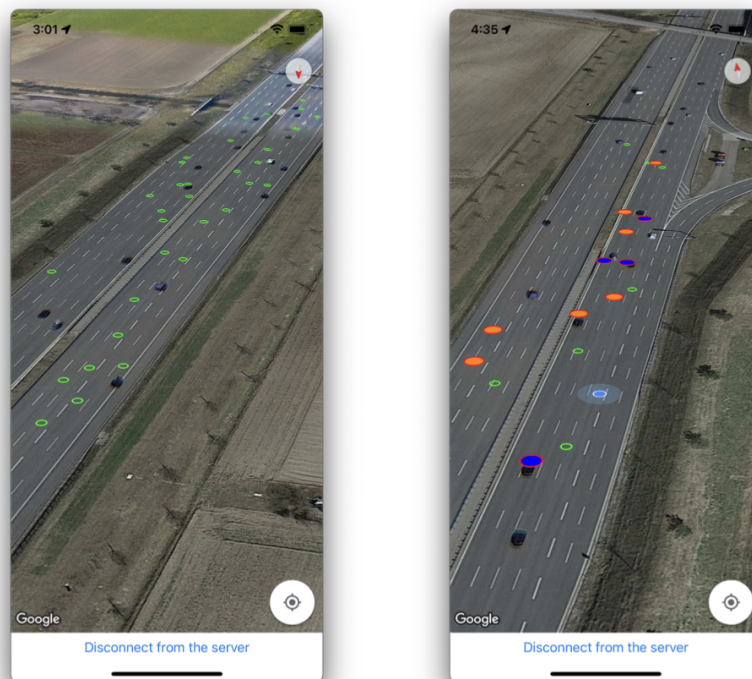 3:01
Google
Disconnect from the server
4:35
Google
Disconnect from the server